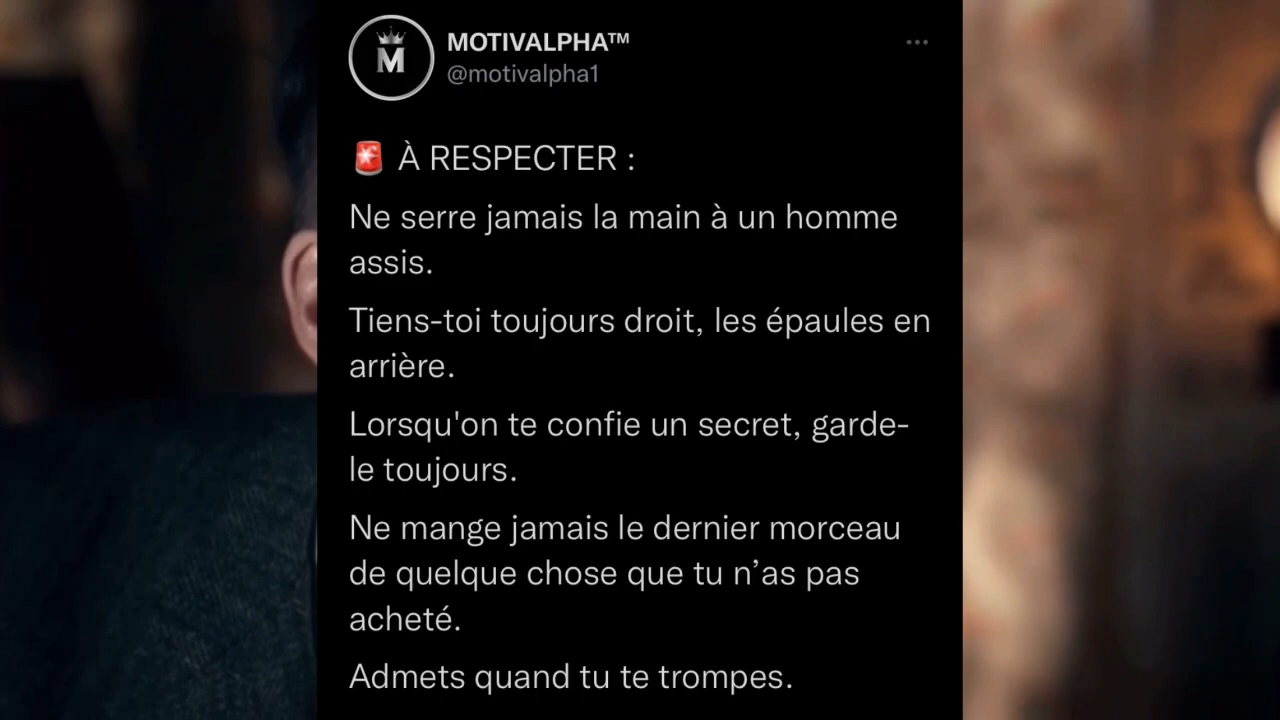 M
MOTIVALPHA™
@motivalpha1
🚨 À RESPECTER :
Ne serre jamais la main à un homme
assis.
Tiens-toi toujours droit, les épaules en
arrière.
Lorsqu'on te confie un secret, garde-
le toujours.
Ne mange jamais le dernier morceau
de quelque chose que tu n’as pas
acheté.
Admets quand tu te trompes.